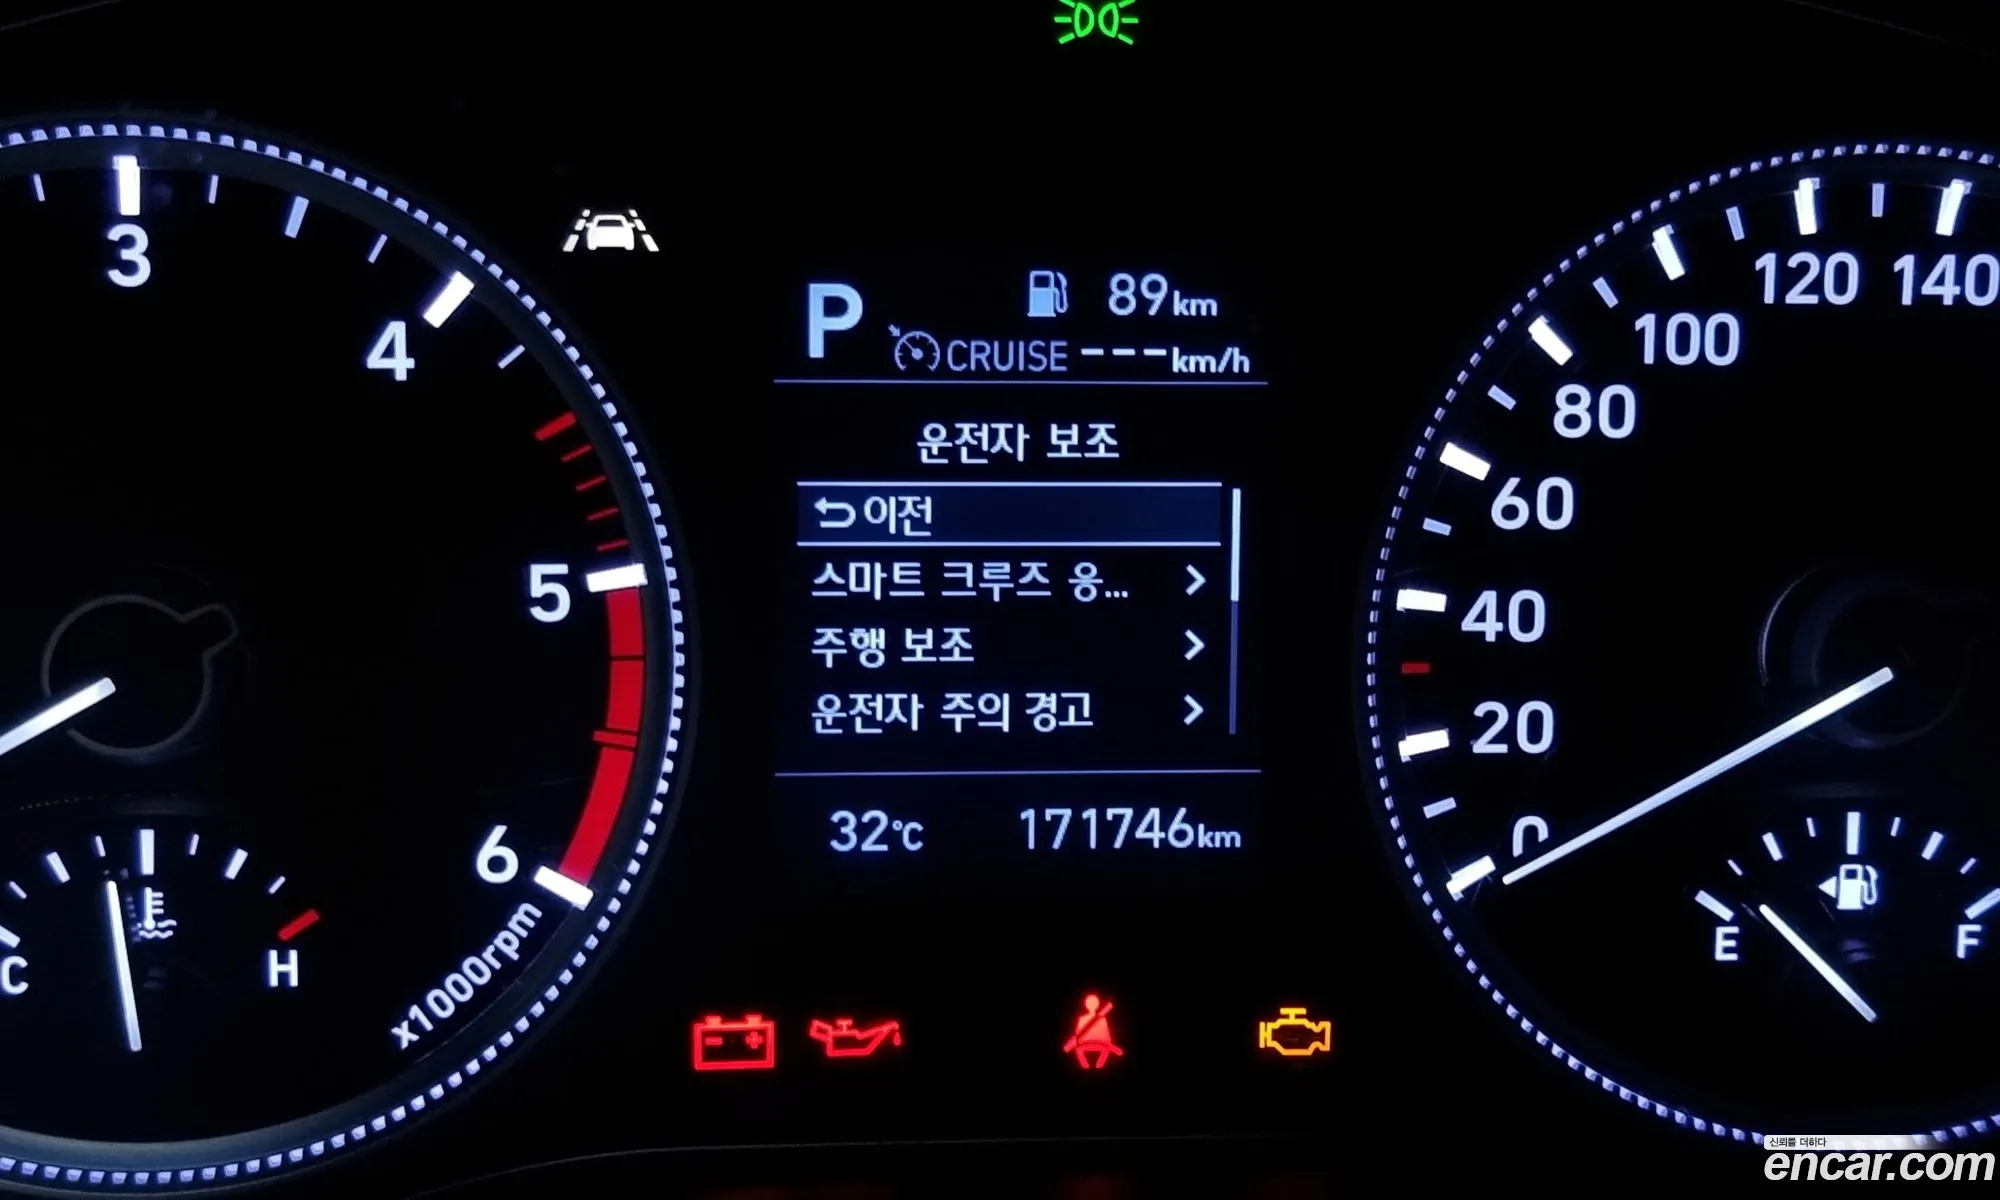 P
89km
CRUISE ---km/h
운전자 보조
이전
스마트 크루즈 응...
주행 보조
운전자 주의 경고
32°C
171746km
3
4
5
6
x1000rpm
C
H
140
120
100
80
60
40
20
0
E
F
신뢰를 더하다
encar.com